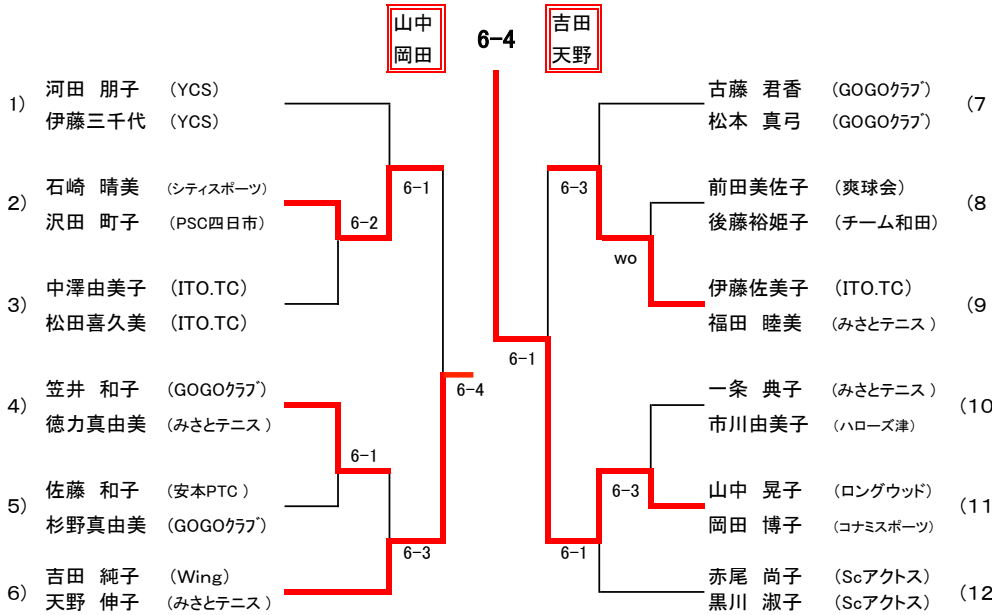 山中
岡田
6-4
吉田
天野
1) 河田 朋子 (YCS)
伊藤三千代 (YCS)
2) 石崎 晴美 (シティスポーツ)
沢田 町子 (PSC四日市)
3) 中澤由美子 (ITO.TC)
松田喜久美 (ITO.TC)
4) 笠井 和子 (GOGOクラブ)
徳力真由美 (みさとテニス)
5) 佐藤 和子 (安本PTC)
杉野真由美 (GOGOクラブ)
6) 吉田 純子 (Wing)
天野 伸子 (みさとテニス)
6-1
6-2
6-4
6-1
6-3
古藤 君香 (GOGOクラブ) (7
松本 真弓 (GOGOクラブ)
前田美佐子 (爽球会) (8
後藤裕姫子 (チーム和田)
伊藤佐美子 (ITO.TC) (9
福田 睦美 (みさとテニス)
一条 典子 (みさとテニス) (10
市川由美子 (ハローズ津)
山中 晃子 (ロングウッド) (11
岡田 博子 (コナミスポーツ)
赤尾 尚子 (Scアクトス) (12
黒川 淑子 (Scアクトス)
6-3
wo
6-1
6-3
6-1